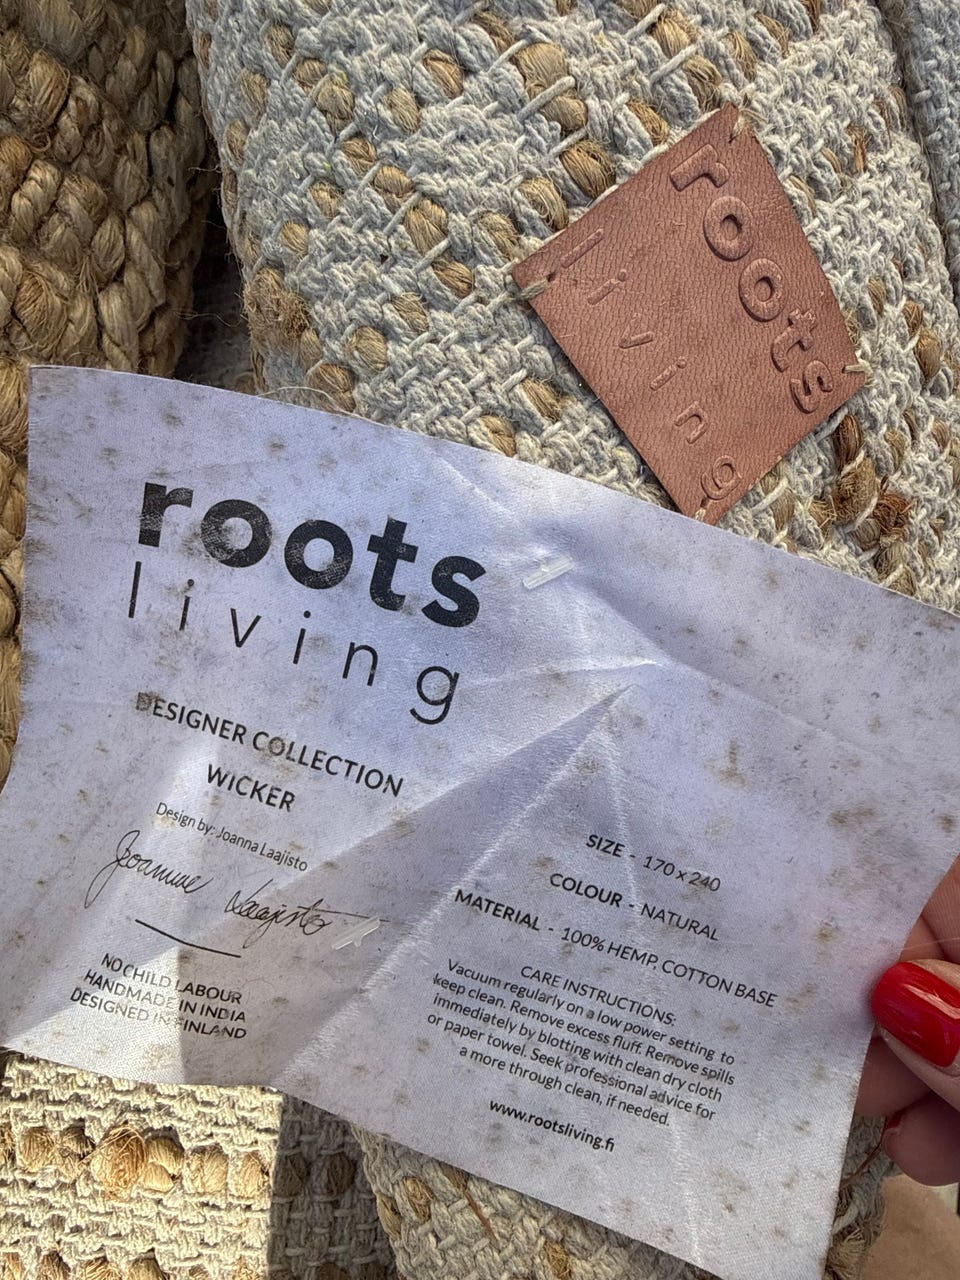 roots
living
roots
living
DESIGNER COLLECTION
WICKER
Design by: Joanna Laajisto
Joanna Laajisto
NO CHILD LABOUR
HANDMADE IN INDIA
DESIGNED IN FINLAND
SIZE - 170 x 240
COLOUR - NATURAL
MATERIAL - 100% HEMP, COTTON BASE
CARE INSTRUCTIONS:
Vacuum regularly on a low power setting to
keep clean. Remove excess fluff. Remove spills
immediately by blotting with clean dry cloth
or paper towel. Seek professional advice for
a more through clean, if needed.
www.rootsliving.fi